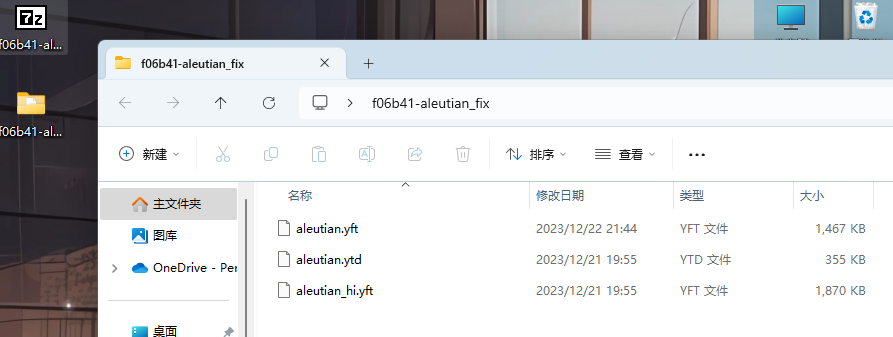 7z
f06b41-al...
f06b41-al...
f06b41-aleutian_fix
f06b41-aleutian_fix
新建
排序
查看
名称
修改日期
类型
大小
主文件夹
图库
OneDrive - Per
桌面
aleutian.yft
2023/12/22 21:44
YFT 文件
1,467 KB
aleutian.ytd
2023/12/21 19:55
YTD 文件
355 KB
aleutian_hi.yft
2023/12/21 19:55
YFT 文件
1,870 KB